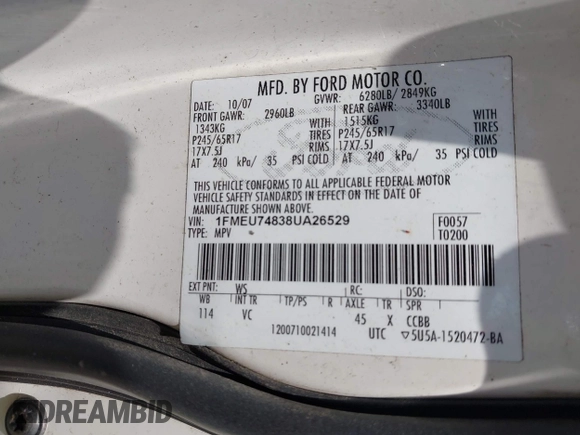 MFD. BY FORD MOTOR CO.
DATE: 10/07 GVWR: 6280LB/ 2849KG
FRONT GAWR: 2960LB REAR GAWR: 3340LB
1343KG 1515KG
P245/65R17 TIRES P245/65R17 TIRES
17X7.5J RIMS 17X7.5J RIMS
AT 240 kPa/ 35 PSI COLD AT 240 kPa/ 35 PSI COLD
THIS VEHICLE CONFORMS TO ALL APPLICABLE FEDERAL MOTOR
VEHICLE SAFETY STANDARDS IN EFFECT ON THE DATE OF
MANUFACTURE SHOWN ABOVE.
VIN: 1FMEU74838UA26529 F0057
TYPE: MPV T0200
EXT PNT: WS RC: DSO:
WB INT TR TP/PS R AXLE TR SPR
114 VC 45 X CCBB
1200710021414 UTC ▽5U5A-1520472-BA
DREAMBID